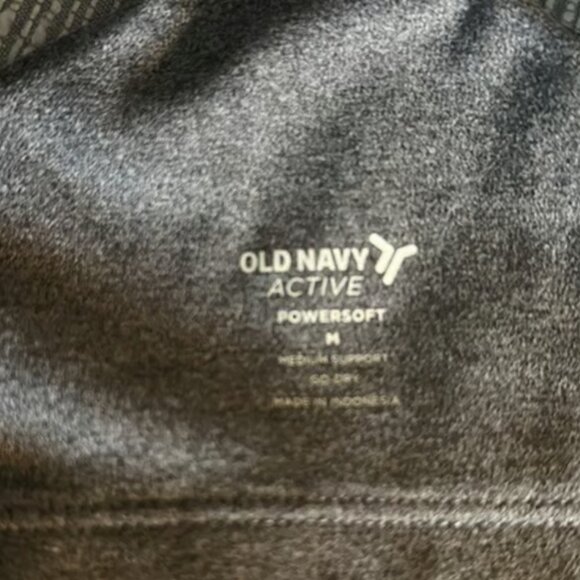 OLD NAVY
ACTIVE
POWERSOFT
M
MEDIUM SUPPORT
GO-DRY
MADE IN INDONESIA